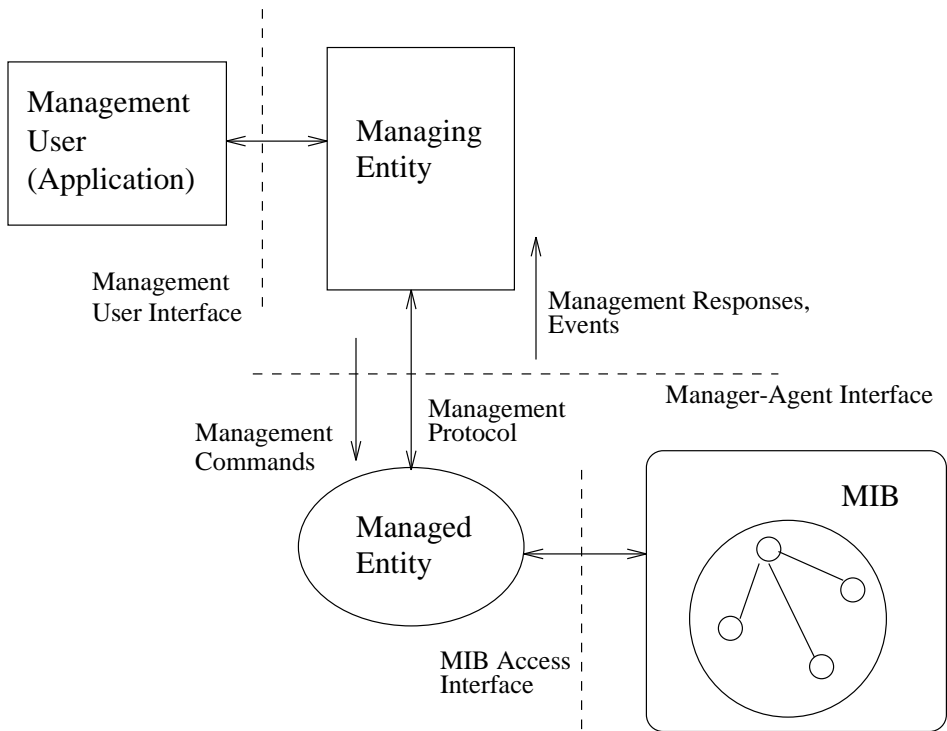 Management
User
(Application)
Managing
Entity
Management
User Interface
Management Responses,
Events
Manager-Agent Interface
Management
Protocol
Management
Commands
MIB
Managed
Entity
MIB Access
Interface